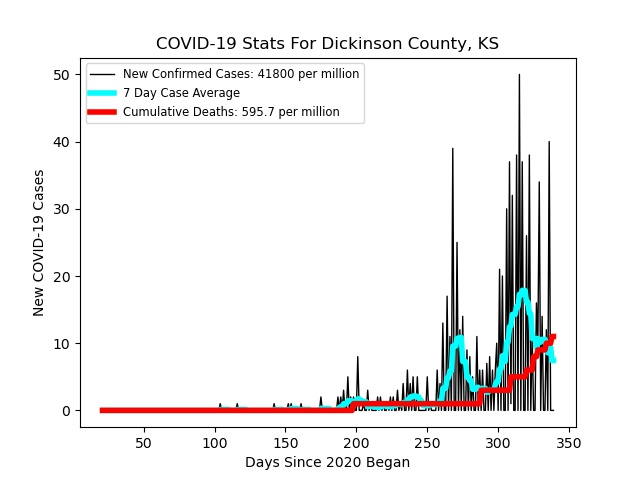 COVID-19 Stats For Dickinson County, KS
New Confirmed Cases: 41800 per million
7 Day Case Average
Cumulative Deaths: 595.7 per million
New COVID-19 Cases
50
40
30
20
10
0
50 100 150 200 250 300 350
Days Since 2020 Began